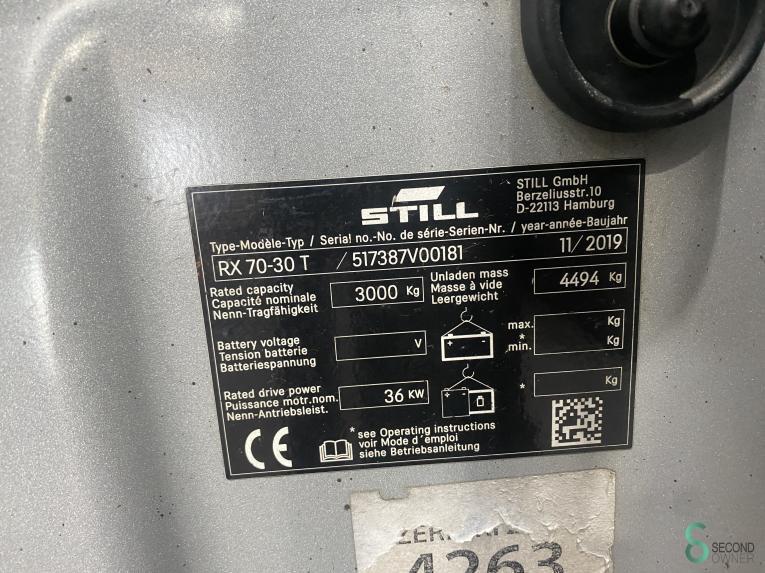 STILL
STILL GmbH
Berzeliusstr.10
D-22113 Hamburg
Type-Modèle-Typ / Serial no.-No. de série-Serien-Nr. / year-année-Baujahr
RX 70-30 T / 517387V00181 11/2019
Rated capacity
Capacité nominale
Nenn-Tragfähigkeit
3000 Kg
Unladen mass
Masse à vide
Leergewicht
4494 Kg
Battery voltage
Tension batterie
Batteriespannung
V
max.
*
min.
Kg
Kg
Rated drive power
Puissance motr.nom.
Nenn-Antriebsleist.
36 KW
+ -
+
* Kg
CE
* see Operating instructions
voir Mode d'emploi
siehe Betriebsanleitung
4263
SECOND
OWNER